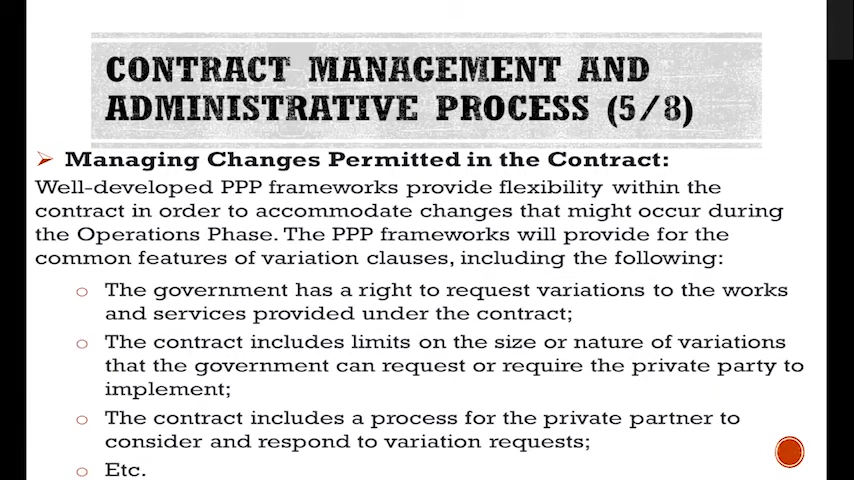 CONTRACT MANAGEMENT AND
ADMINISTRATIVE PROCESS (5/8)
➢ Managing Changes Permitted in the Contract:
Well-developed PPP frameworks provide flexibility within the
contract in order to accommodate changes that might occur during
the Operations Phase. The PPP frameworks will provide for the
common features of variation clauses, including the following:
o The government has a right to request variations to the works
and services provided under the contract;
o The contract includes limits on the size or nature of variations
that the government can request or require the private party to
implement;
o The contract includes a process for the private partner to
consider and respond to variation requests;
o Etc.